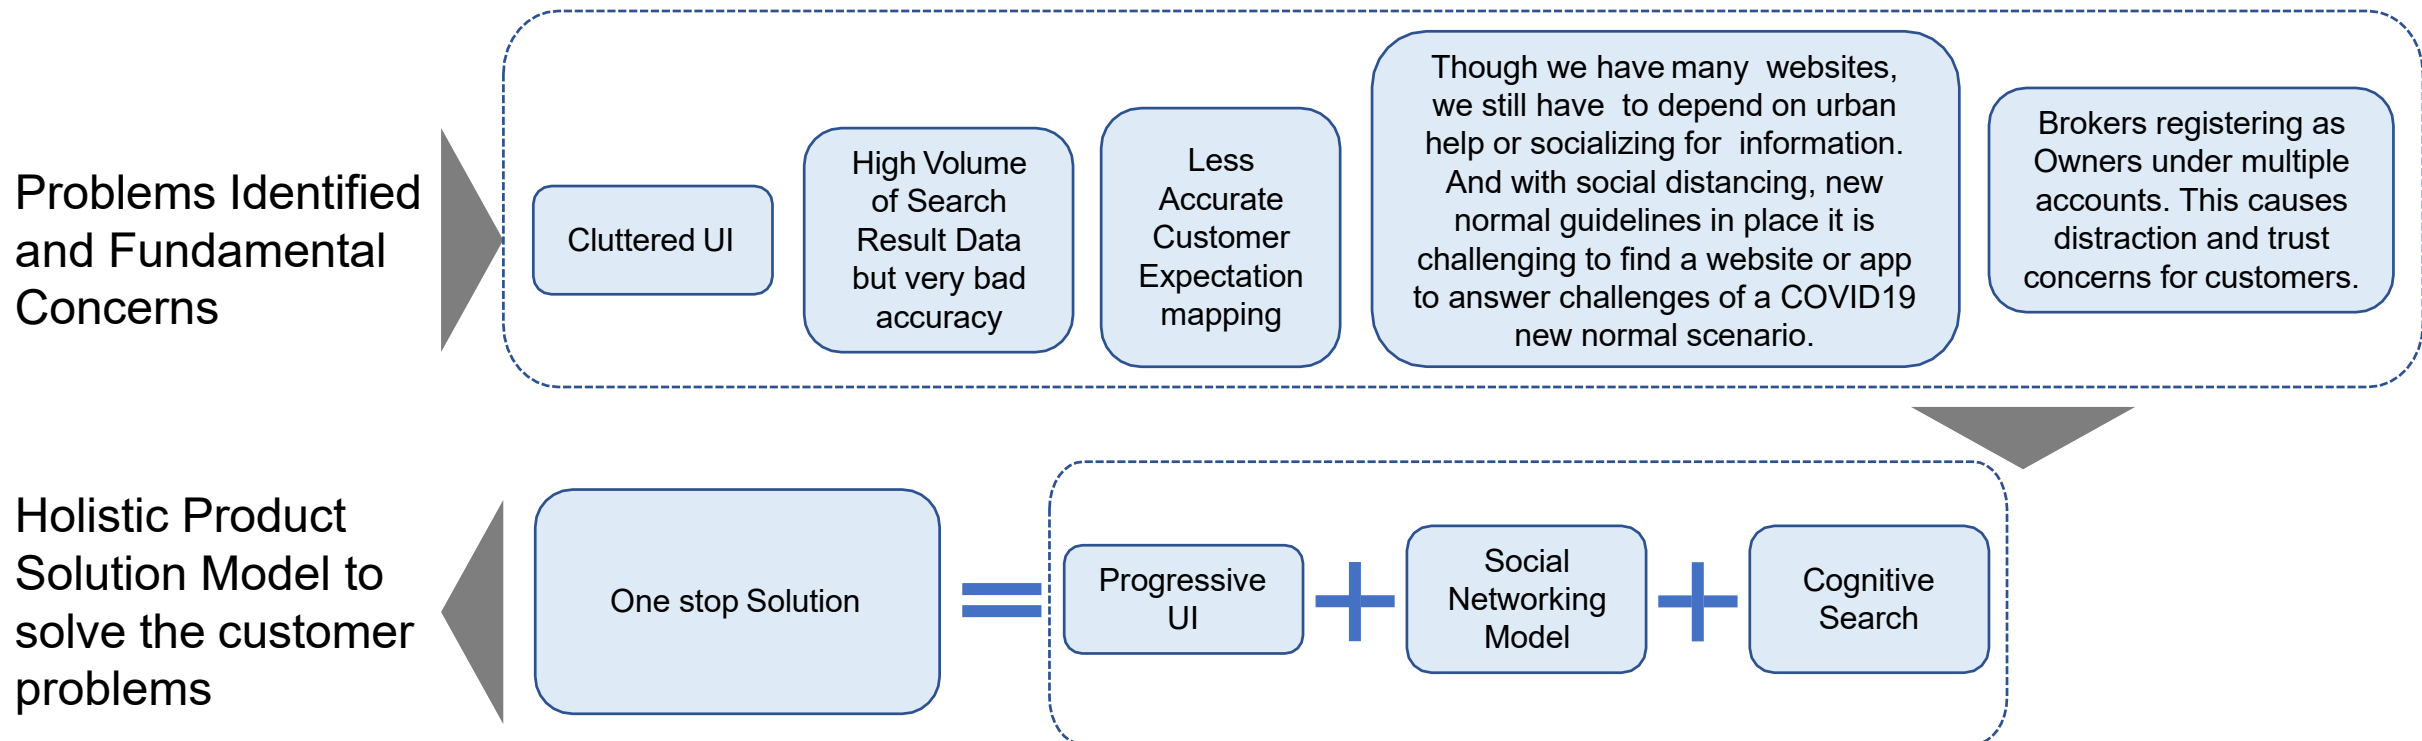 Problems Identified
and Fundamental
Concerns
Cluttered UI
High Volume
of Search
Result Data
but very bad
accuracy
Less
Accurate
Customer
Expectation
mapping
Though we have many websites,
we still have to depend on urban
help or socializing for information.
And with social distancing, new
normal guidelines in place it is
challenging to find a website or app
to answer challenges of a COVID19
new normal scenario.
Brokers registering as
Owners under multiple
accounts. This causes
distraction and trust
concerns for customers.
Holistic Product
Solution Model to
solve the customer
problems
One stop Solution
=
Progressive
UI
+
Social
Networking
Model
+
Cognitive
Search